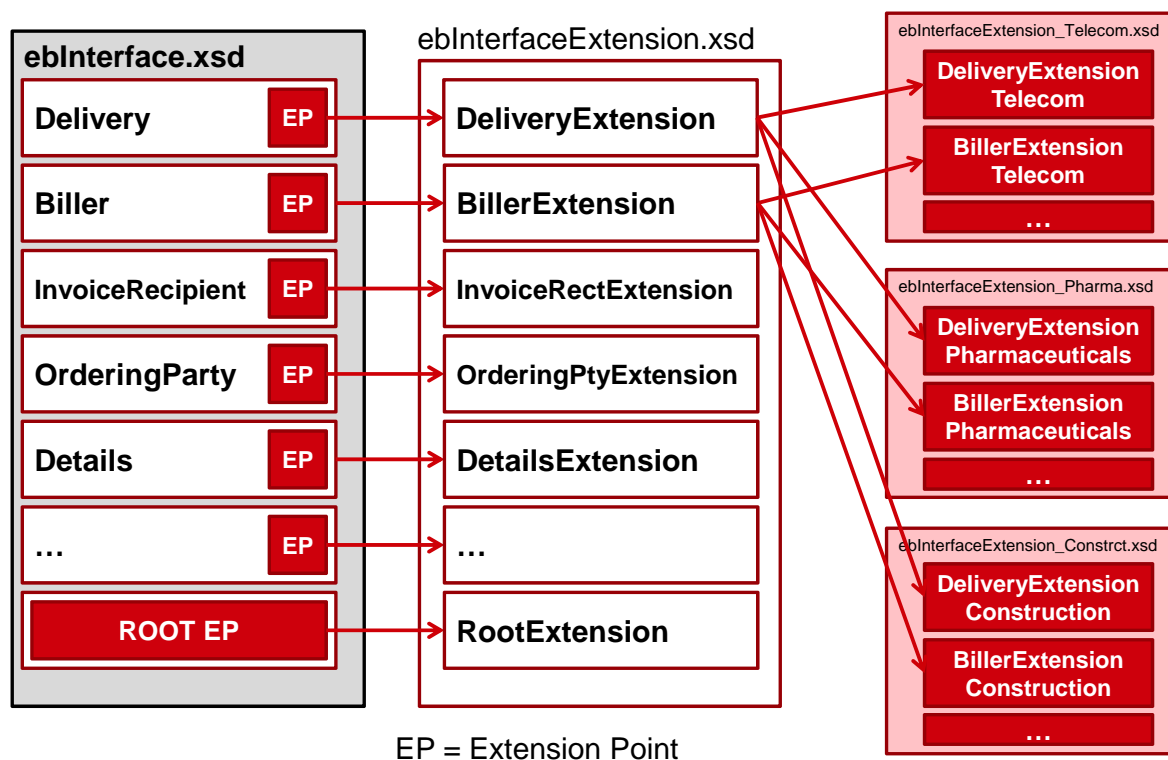 ebInterface.xsd
Delivery EP
Biller EP
InvoiceRecipient EP
OrderingParty EP
Details EP
... EP
ROOT EP
ebInterfaceExtension.xsd
DeliveryExtension
BillerExtension
InvoiceRectExtension
OrderingPtyExtension
DetailsExtension
...
RootExtension
ebInterfaceExtension_Telecom.xsd
DeliveryExtension
Telecom
BillerExtension
Telecom
...
ebInterfaceExtension_Pharma.xsd
DeliveryExtension
Pharmaceuticals
BillerExtension
Pharmaceuticals
...
ebInterfaceExtension_Constrct.xsd
DeliveryExtension
Construction
BillerExtension
Construction
...
EP = Extension Point